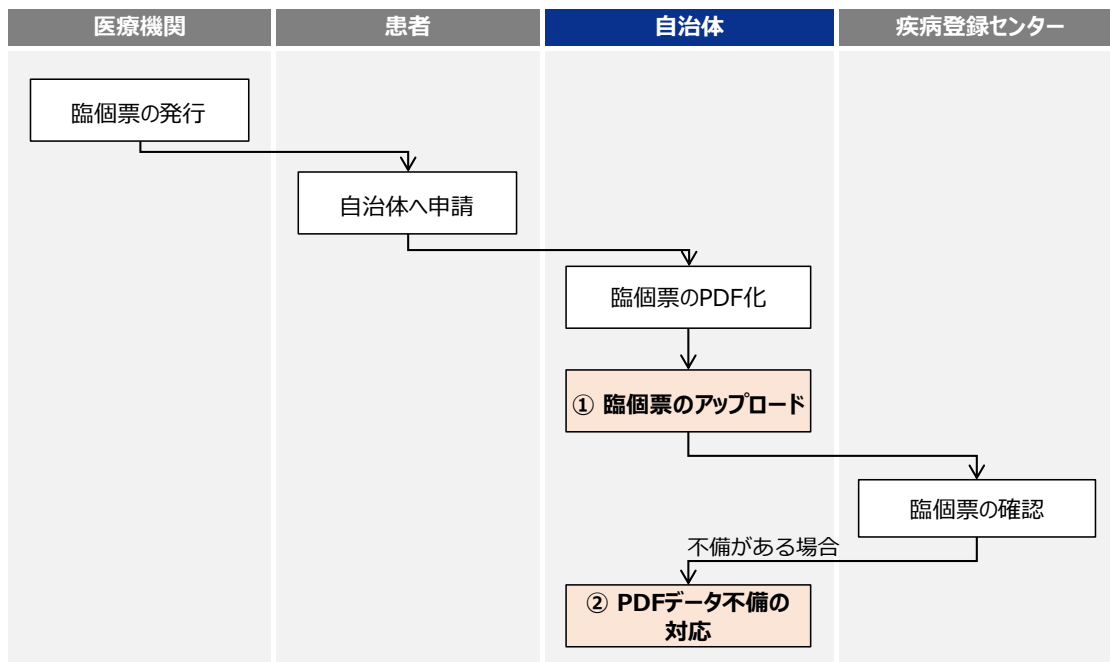 医療機関
患者
自治体
疾病登録センター
臨個票の発行
自治体へ申請
臨個票のPDF化
① 臨個票のアップロード
臨個票の確認
不備がある場合
② PDFデータ不備の
対応